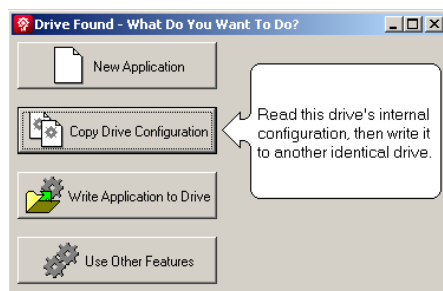 Drive Found - What Do You Want To Do?
New Application
Copy Drive Configuration
Read this drive's internal
configuration, then write it
to another identical drive.
Write Application to Drive
Use Other Features